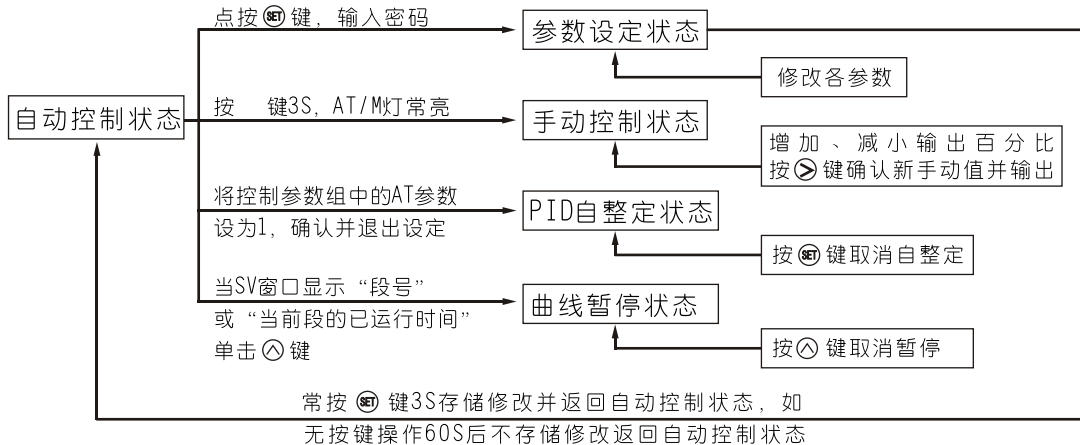 点按 SET 键，输入密码
参数设定状态
修改各参数
自动控制状态
按 键3S，AT/M灯常亮
手动控制状态
增加、减小输出百分比
按 > 键确认新手动值并输出
将控制参数组中的AT参数
设为1，确认并退出设定
PID自整定状态
按 SET 键取消自整定
当SV窗口显示“段号”
或“当前段的已运行时间”
单击 ∧ 键
曲线暂停状态
按 ∧ 键取消暂停
常按 SET 键3S存储修改并返回自动控制状态，如
无按键操作60S后不存储修改返回自动控制状态